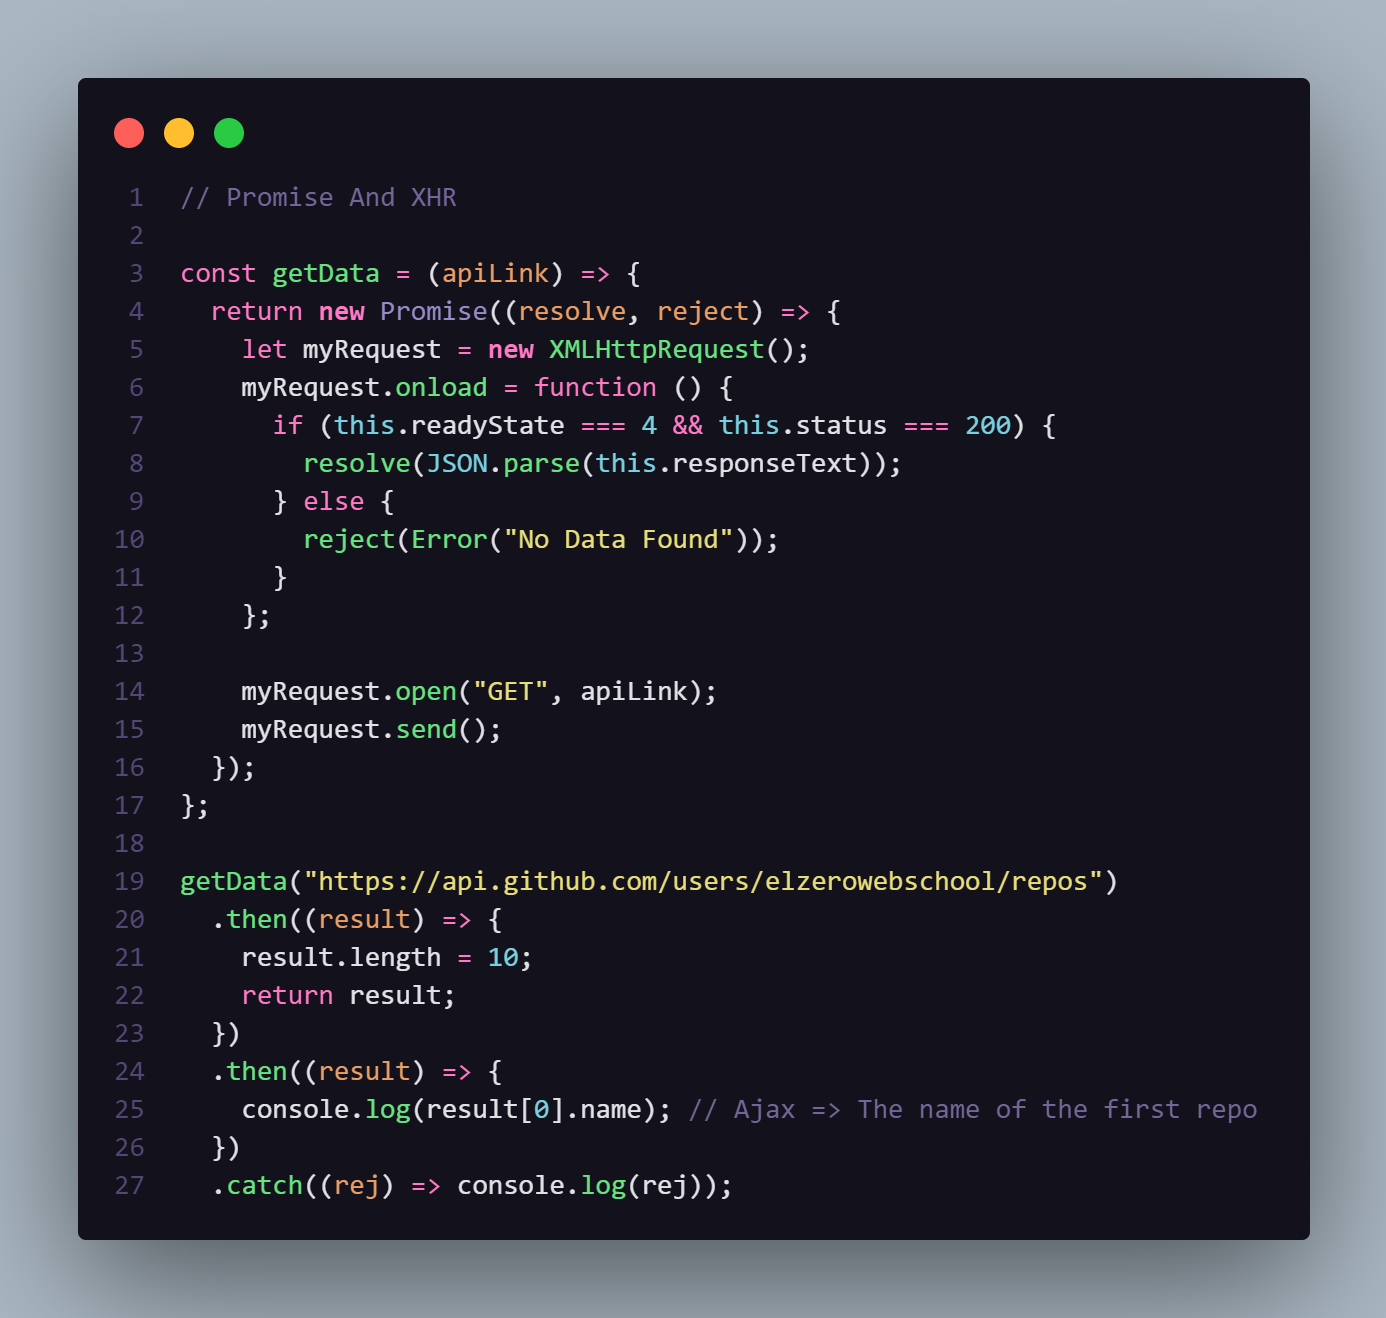 1 // Promise And XHR
2
3 const getData = (apiLink) => {
4   return new Promise((resolve, reject) => {
5     let myRequest = new XMLHttpRequest();
6     myRequest.onload = function () {
7       if (this.readyState === 4 && this.status === 200) {
8         resolve(JSON.parse(this.responseText));
9       } else {
10         reject(Error("No Data Found"));
11       }
12     };
13
14     myRequest.open("GET", apiLink);
15     myRequest.send();
16   });
17 };
18
19 getData("https://api.github.com/users/elzerowebschool/repos")
20   .then((result) => {
21     result.length = 10;
22     return result;
23   })
24   .then((result) => {
25     console.log(result[0].name); // Ajax => The name of the first repo
26   })
27   .catch((rej) => console.log(rej));